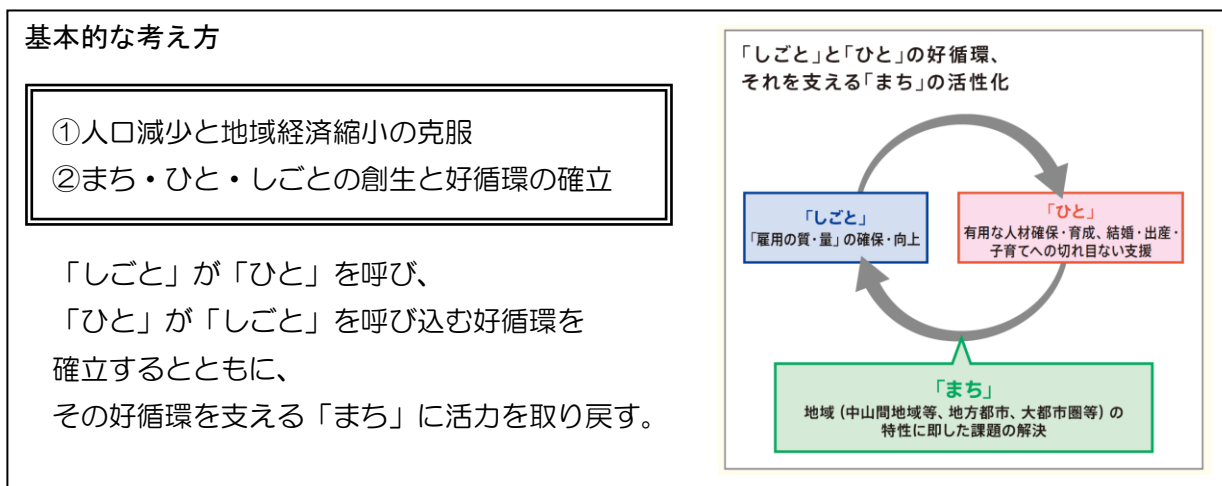 基本的な考え方
①人口減少と地域経済縮小の克服
②まち・ひと・しごとの創生と好循環の確立
「しごと」が「ひと」を呼び、
「ひと」が「しごと」を呼び込む好循環を
確立するとともに、
その好循環を支える「まち」に活力を取り戻す。
「しごと」と「ひと」の好循環、
それを支える「まち」の活性化
「しごと」
「雇用の質・量」の確保・向上
「ひと」
有用な人材確保・育成、結婚・出産・
子育てへの切れ目ない支援
「まち」
地域（中山間地域等、地方都市、大都市圏等）の
特性に即した課題の解決